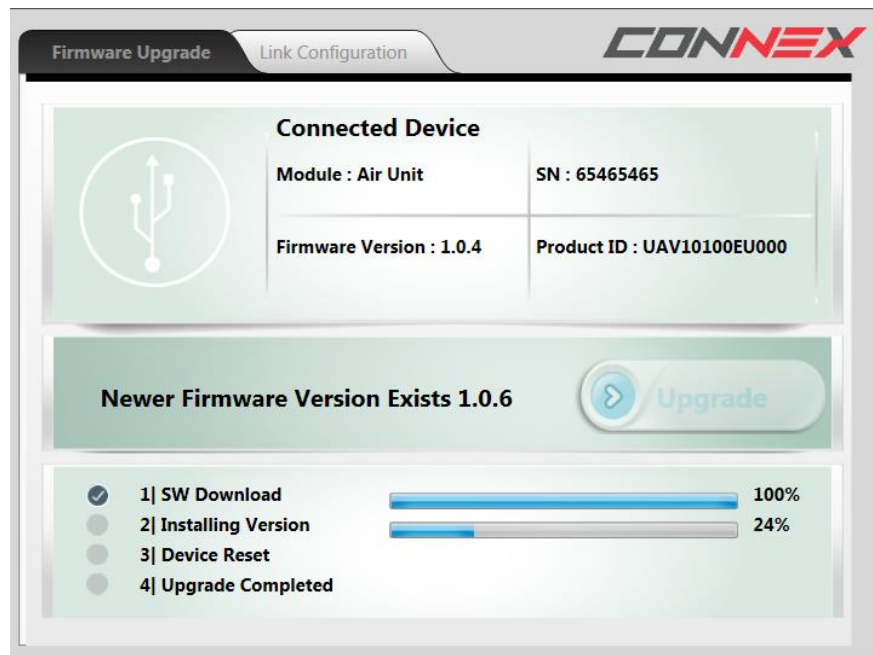 Firmware Upgrade
Link Configuration
CONNEX
Connected Device
Module : Air Unit
SN : 65465465
Firmware Version : 1.0.4
Product ID : UAV10100EU000
Newer Firmware Version Exists 1.0.6
Upgrade
1| SW Download 100%
2| Installing Version 24%
3| Device Reset
4| Upgrade Completed